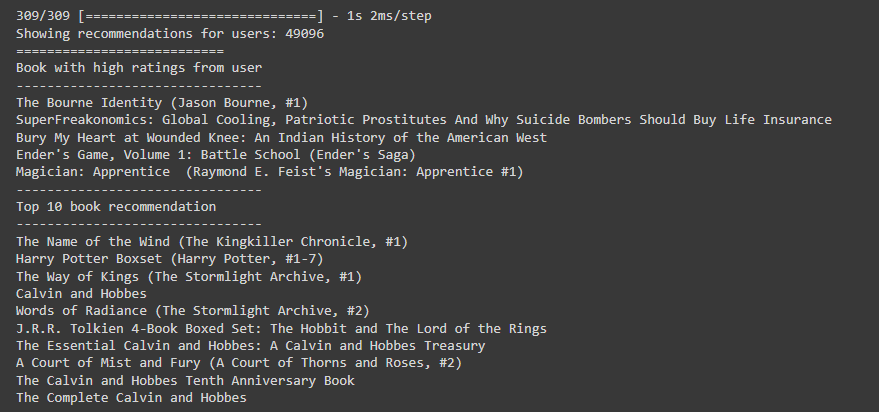 309/309 [==============================] - 1s 2ms/step
Showing recommendations for users: 49096
===========================
Book with high ratings from user
--------------------------------
The Bourne Identity (Jason Bourne, #1)
SuperFreakonomics: Global Cooling, Patriotic Prostitutes And Why Suicide Bombers Should Buy Life Insurance
Bury My Heart at Wounded Knee: An Indian History of the American West
Ender's Game, Volume 1: Battle School (Ender's Saga)
Magician: Apprentice  (Raymond E. Feist's Magician: Apprentice #1)
--------------------------------
Top 10 book recommendation
--------------------------------
The Name of the Wind (The Kingkiller Chronicle, #1)
Harry Potter Boxset (Harry Potter, #1-7)
The Way of Kings (The Stormlight Archive, #1)
Calvin and Hobbes
Words of Radiance (The Stormlight Archive, #2)
J.R.R. Tolkien 4-Book Boxed Set: The Hobbit and The Lord of the Rings
The Essential Calvin and Hobbes: A Calvin and Hobbes Treasury
A Court of Mist and Fury (A Court of Thorns and Roses, #2)
The Calvin and Hobbes Tenth Anniversary Book
The Complete Calvin and Hobbes